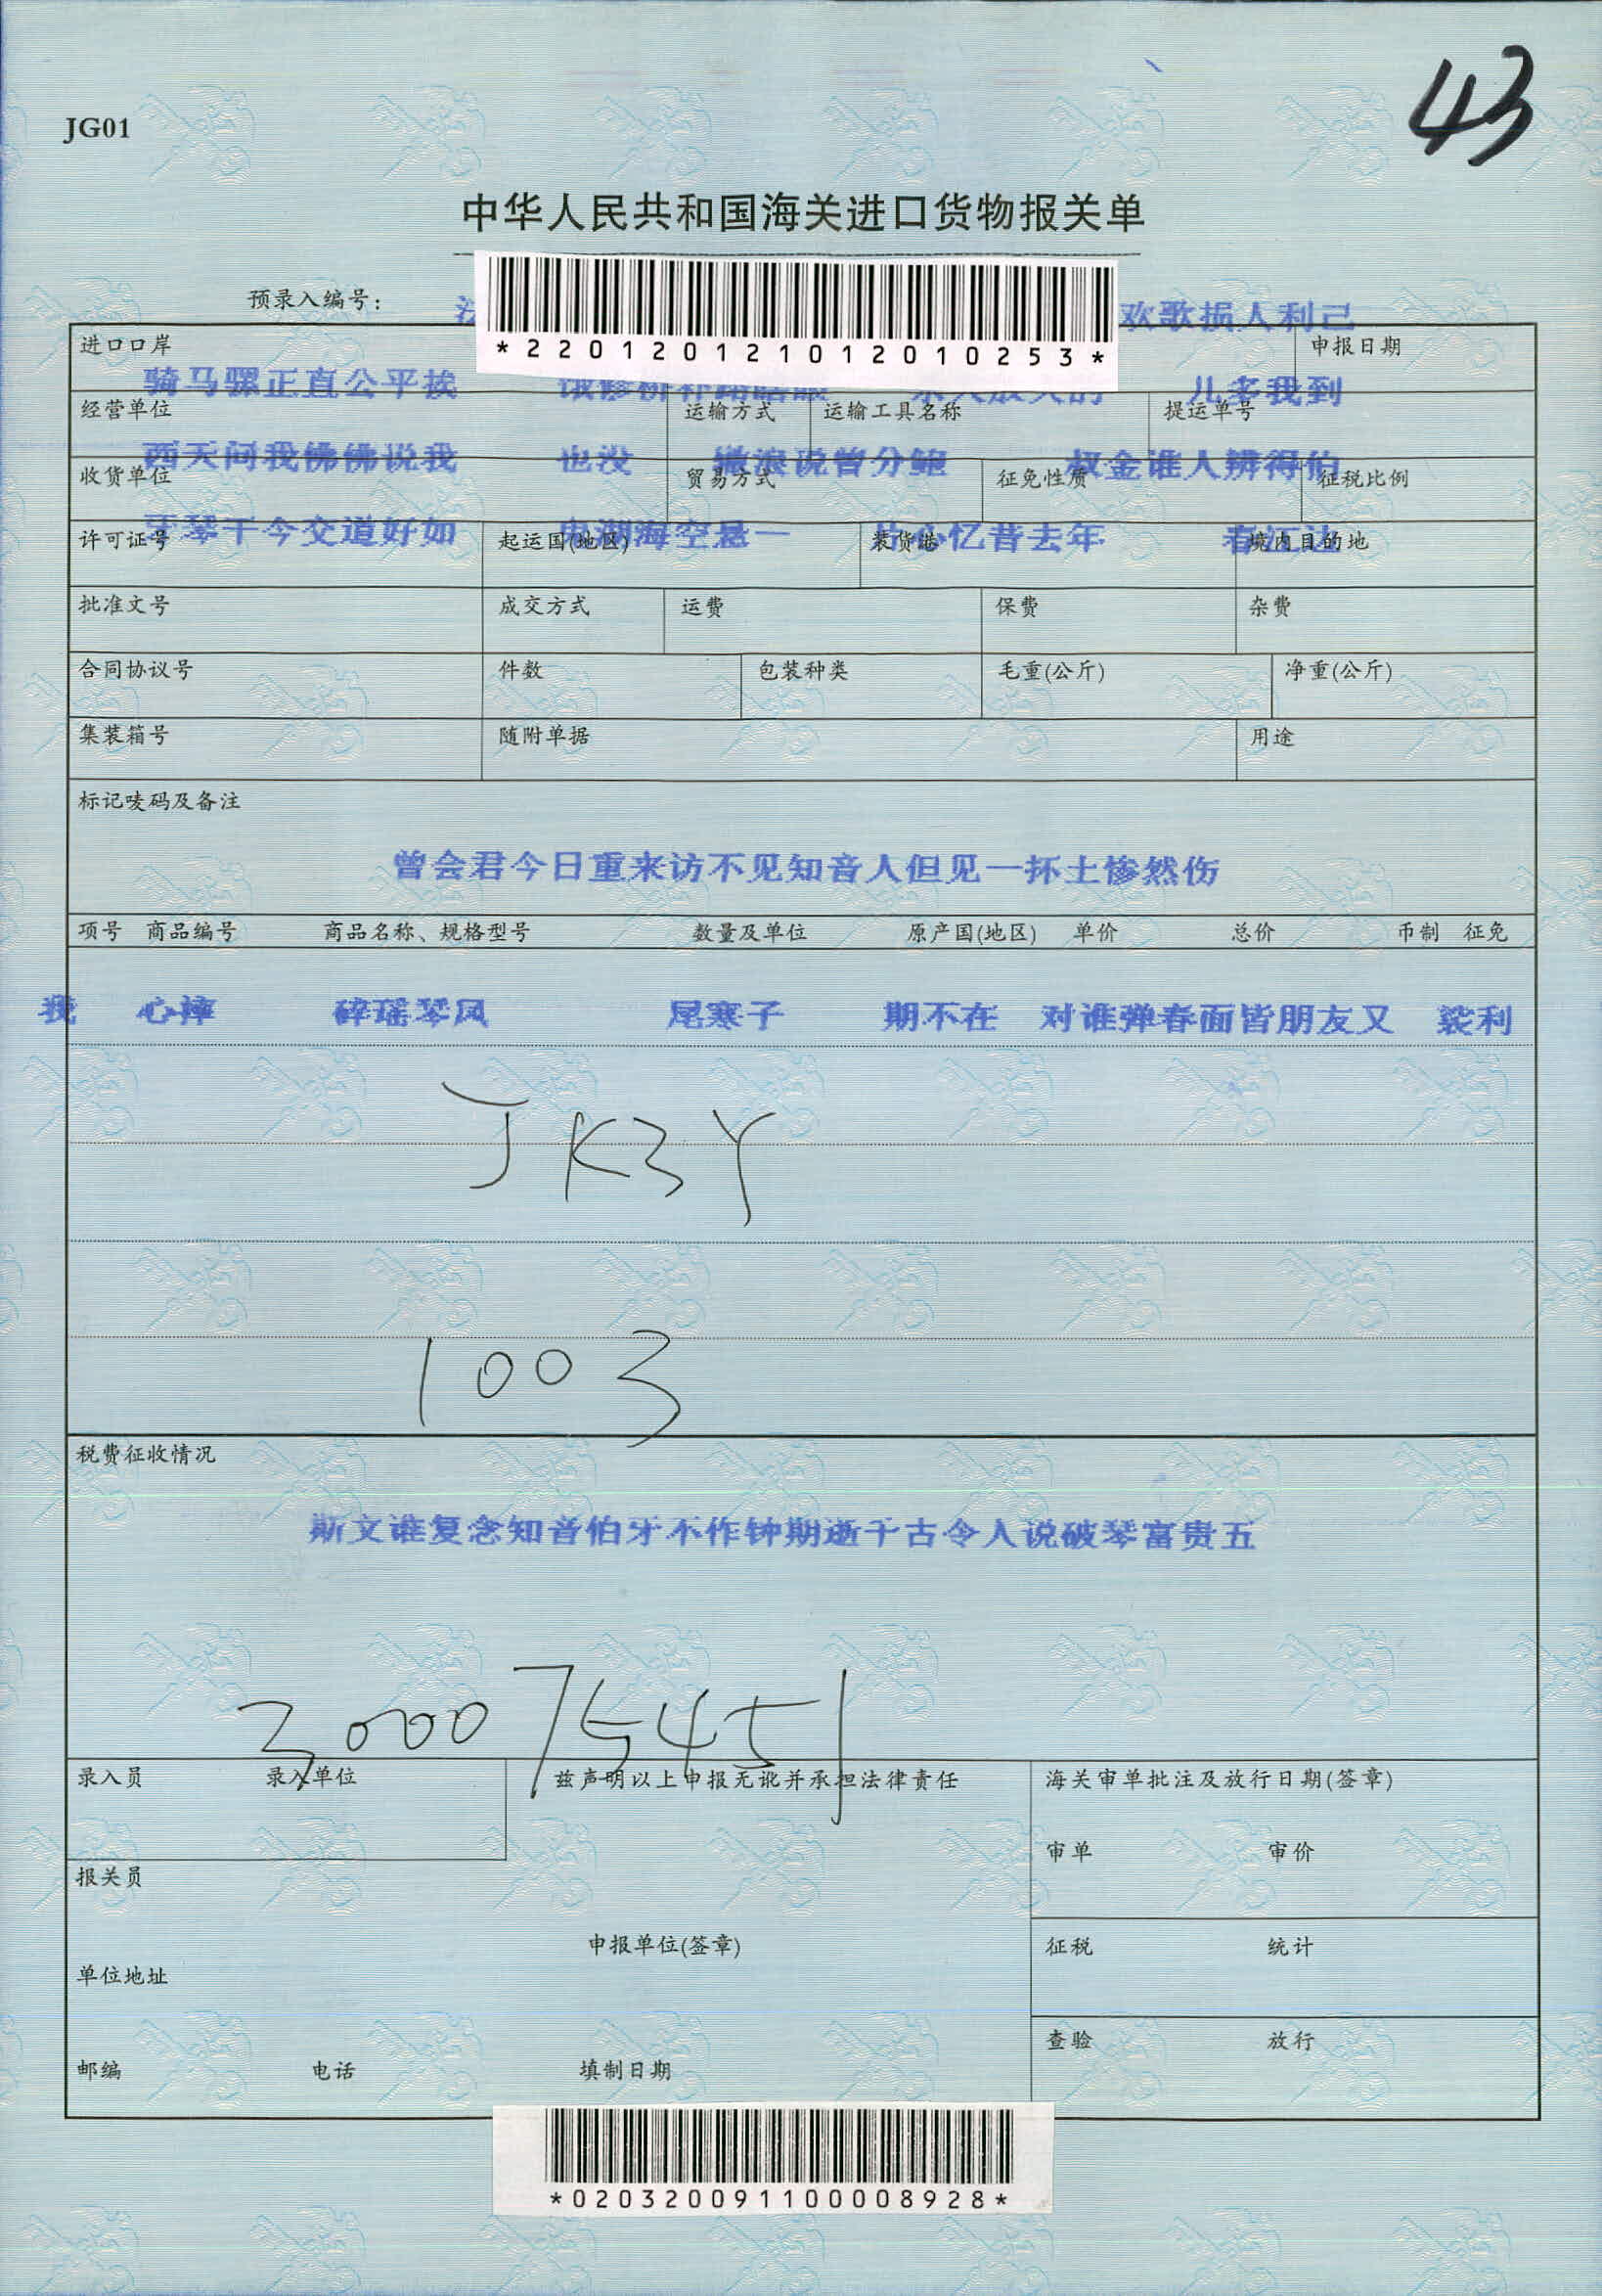 43
JG01
中华人民共和国海关进口货物报关单
*2201201210120102​53*
预录入编号: 欢歌损人利己
进口口岸 申报日期
骑马骡正直公平挨 饿修桥补路瞎眼 儿多我到
经营单位 运输方式 运输工具名称 提运单号
西天问我佛佛说我 也没 说曾分鲍 叔金谁人辨得伯
收货单位 贸易方式 征免性质 征税比例
牙琴千今交道好如 湖海空悬一 片心忆昔去年 春江边
许可证号 起运国(地区) 装货港 境内目的地
批准文号 成交方式 运费 保费 杂费
合同协议号 件数 包装种类 毛重(公斤) 净重(公斤)
集装箱号 随附单据 用途
标记唛码及备注
曾会君今日重来访不见知音人但见一抔土惨然伤
项号 商品编号 商品名称、规格型号 数量及单位 原产国(地区) 单价 总价 币制 征免
我 心摔 碎瑶琴凤 尾寒子 期不在 对谁弹春面皆朋友又 裟利
JK3Y
1003
税费征收情况
斯文谁复念知音伯牙不作钟期逝千古令人说破琴富贵五
300075451
录入员 录入单位 兹声明以上申报无讹并承担法律责任 海关审单批注及放行日期(签章)
审单 审价
报关员
申报单位(签章) 征税 统计
单位地址
查验 放行
邮编 电话 填制日期
*020320091100008928*